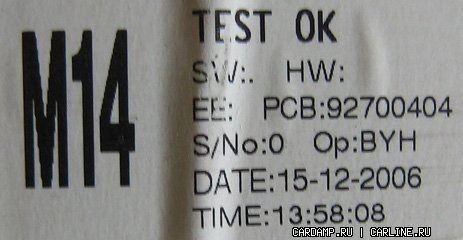 M14
TEST OK
SW:. HW:
EE: PCB:92700404
S/No:0 Op:BYH
DATE:15-12-2006
TIME:13:58:08
CARDAMP.RU | CARLINE.RU